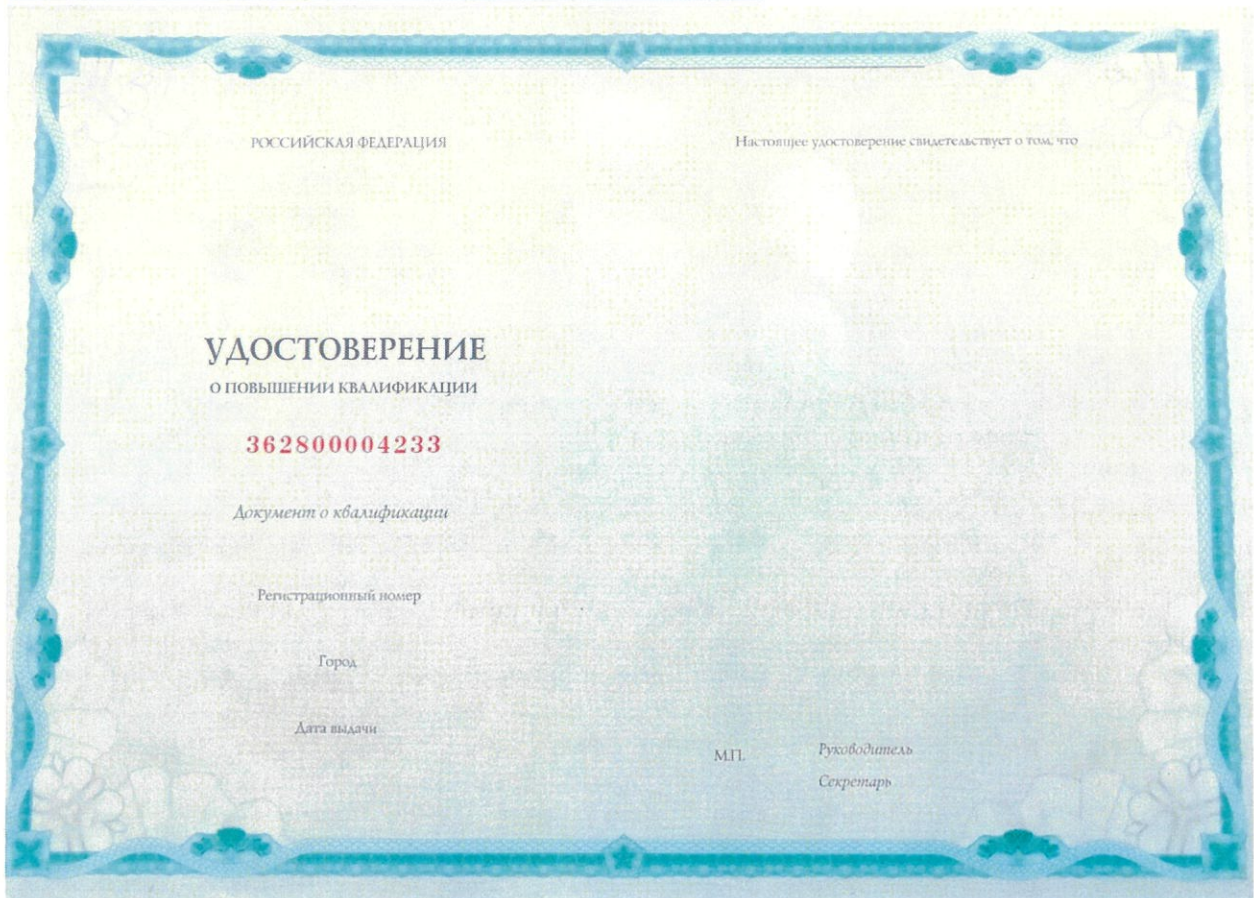 РОССИЙСКАЯ ФЕДЕРАЦИЯ
УДОСТОВЕРЕНИЕ
О ПОВЫШЕНИИ КВАЛИФИКАЦИИ
362800004233
Документ о квалификации
Регистрационный номер
Город
Дата выдачи
Настоящее удостоверение свидетельствует о том, что
М.П.
Руководитель
Секретарь